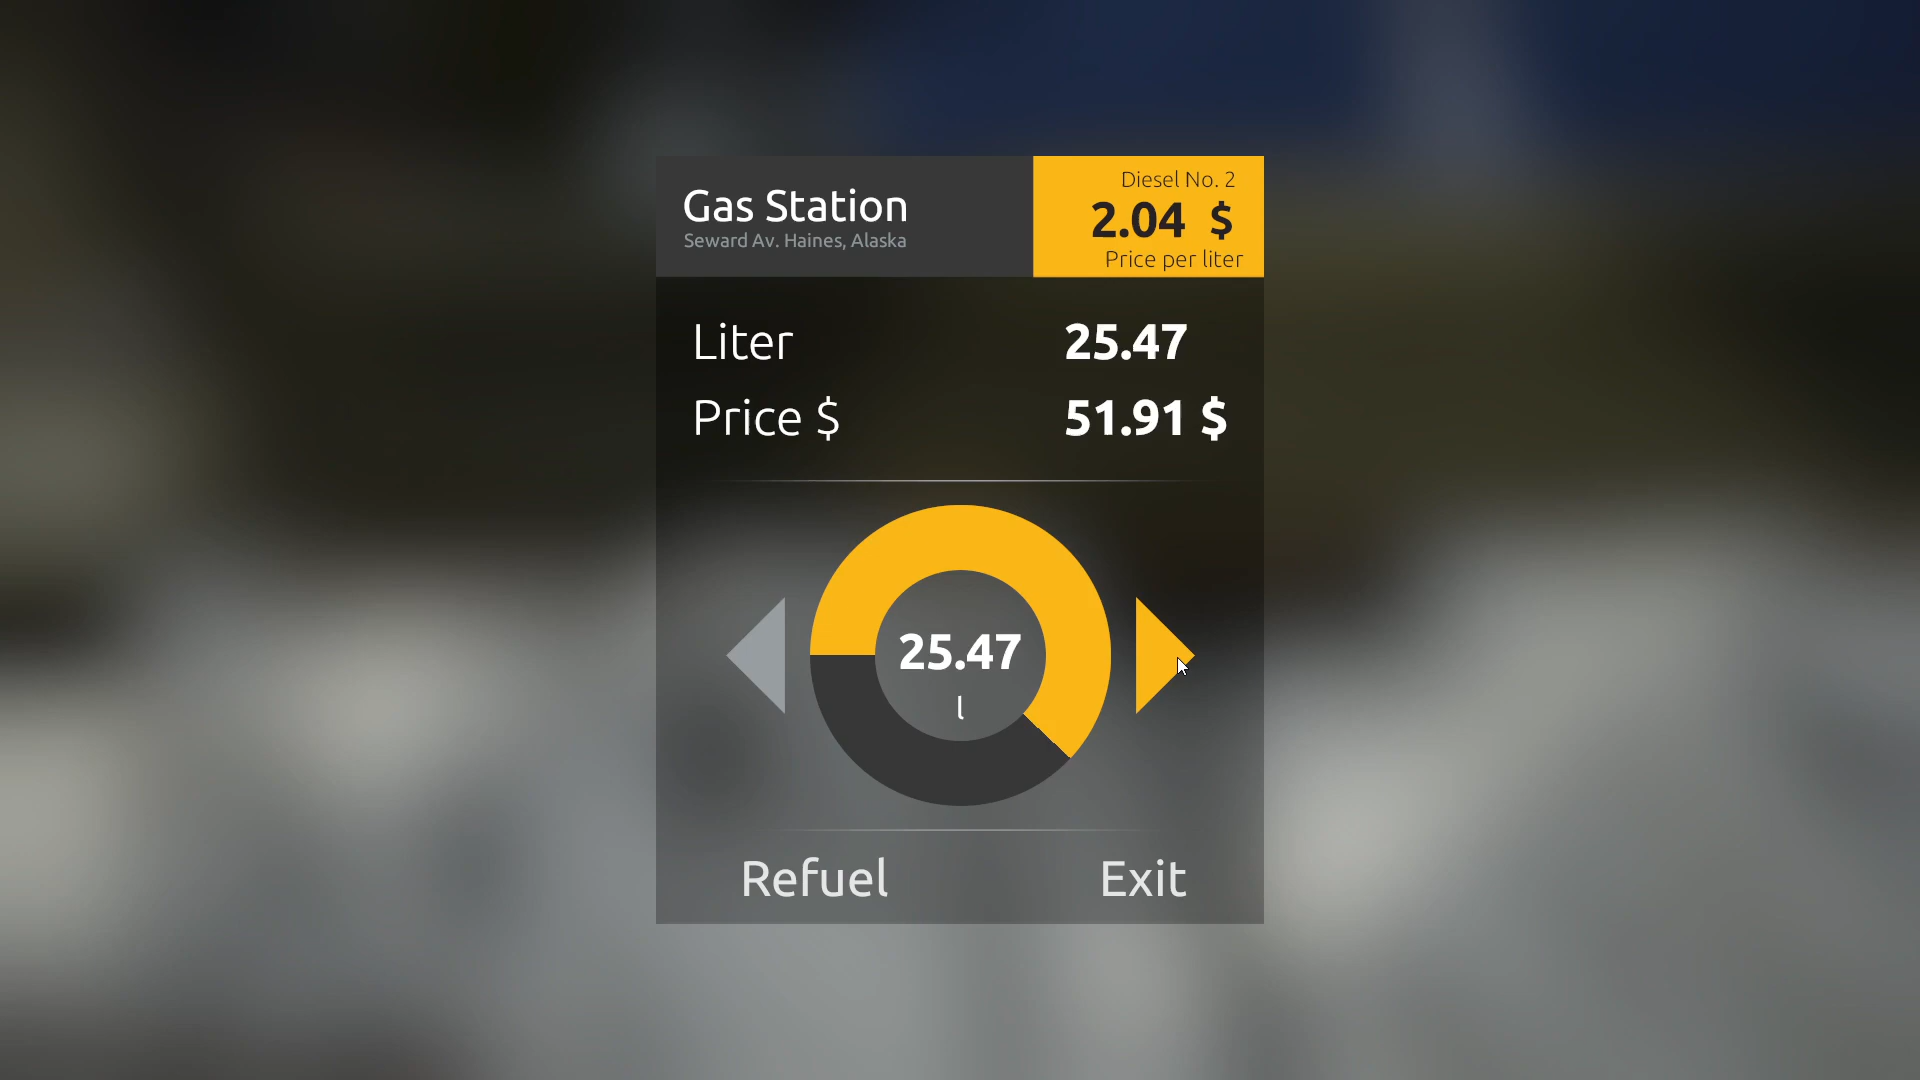 Gas Station
Seward Av. Haines, Alaska
Diesel No. 2
2.04 $
Price per liter
Liter 25.47
Price $ 51.91 $
25.47
l
Refuel Exit